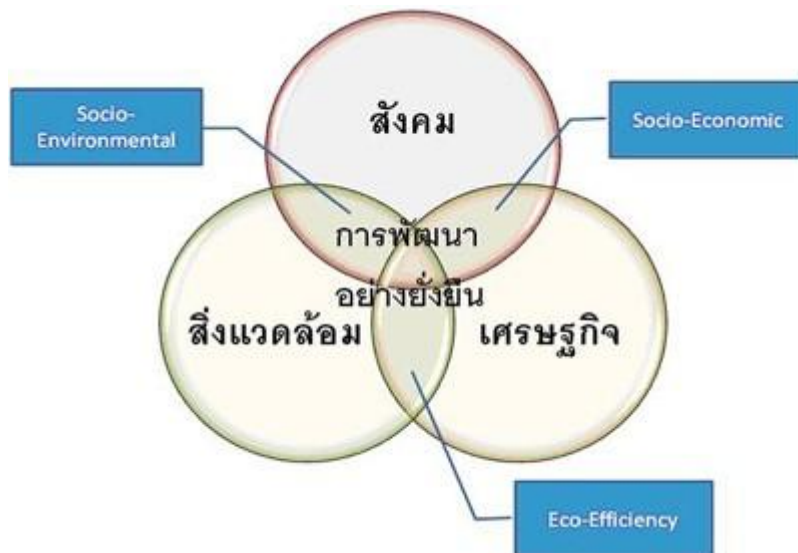 สังคม
Socio-
Environmental
Socio-Economic
การพัฒนา
อย่างยั่งยืน
สิ่งแวดล้อม
เศรษฐกิจ
Eco-Efficiency